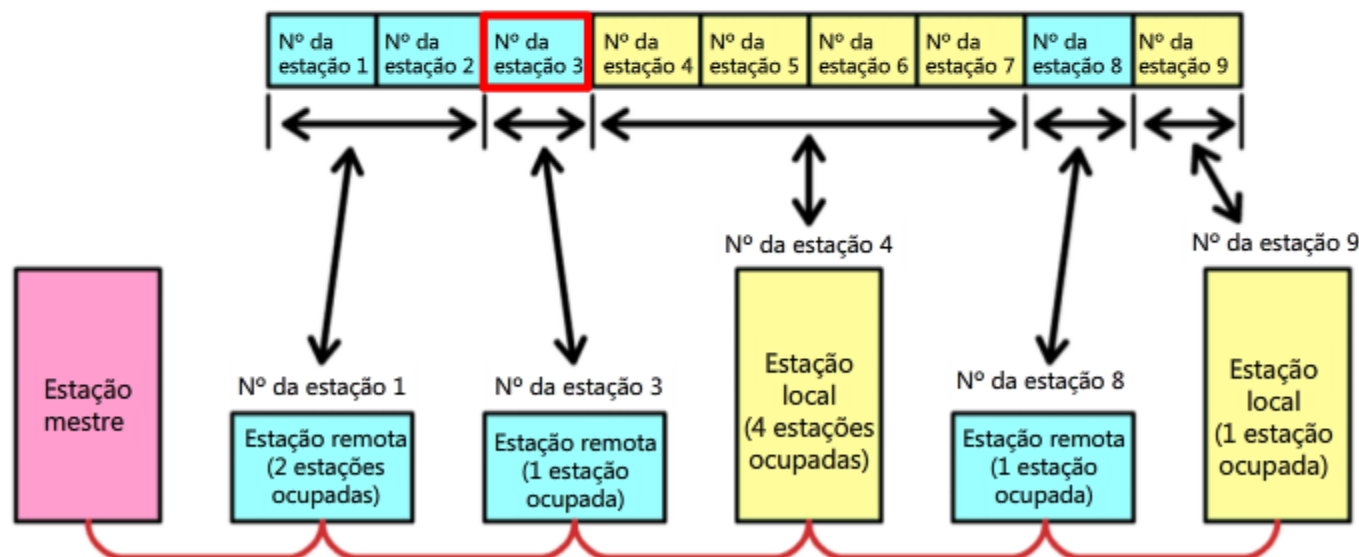 Nº da
estação 1
Nº da
estação 2
Nº da
estação 3
Nº da
estação 4
Nº da
estação 5
Nº da
estação 6
Nº da
estação 7
Nº da
estação 8
Nº da
estação 9
Nº da estação 4
Nº da estação 9
Estação
mestre
Nº da estação 1
Estação remota
(2 estações
ocupadas)
Nº da estação 3
Estação remota
(1 estação
ocupada)
Estação
local
(4 estações
ocupadas)
Nº da estação 8
Estação remota
(1 estação
ocupada)
Estação
local
(1 estação
ocupada)